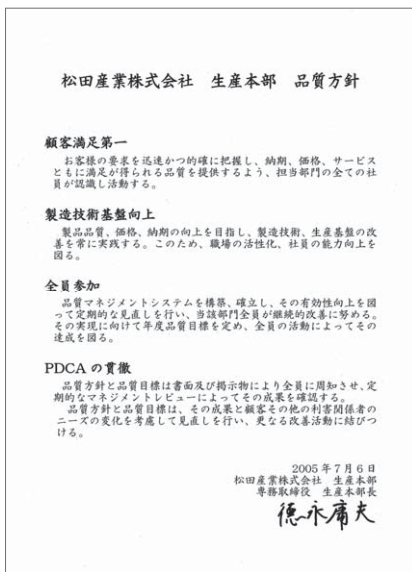 松田産業株式会社　生産本部　品質方針
顧客満足第一
お客様の要求を迅速かつ的確に把握し、納期、価格、サービス
ともに満足が得られる品質を提供するよう、担当部門の全ての社
員が認識し活動する。
製造技術基盤向上
製品品質、価格、納期の向上を目指し、製造技術、生産基盤の改
善を常に実践する。このため、職場の活性化、社員の能力向上を
図る。
全員参加
品質マネジメントシステムを構築、確立し、その有効性向上を図
って定期的な見直しを行い、当該部門全員が継続的改善に努める。
その実現に向けて年度品質目標を定め、全員の活動によってその
達成を図る。
PDCAの貫徹
品質方針と品質目標は書面及び掲示物により全員に周知させ、定
期的なマネジメントレビューによってその成果を確認する。
品質方針と品質目標は、その成果と顧客その他の利害関係者の
ニーズの変化を考慮して見直しを行い、更なる改善活動に結びつ
ける。
2005年7月6日
松田産業株式会社　生産本部
専務取締役　生産本部長
徳永庸夫